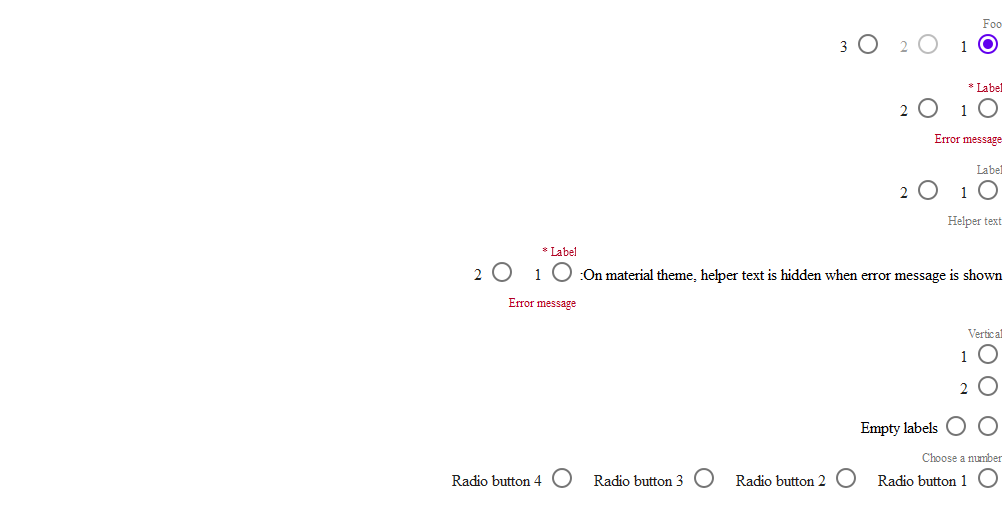 Foo
1 2 3
* Label
1 2
Error message
Label
1 2
Helper text
* Label
On material theme, helper text is hidden when error message is shown: 1 2
Error message
Vertical
1
2
Empty labels
Choose a number
Radio button 1 Radio button 2 Radio button 3 Radio button 4